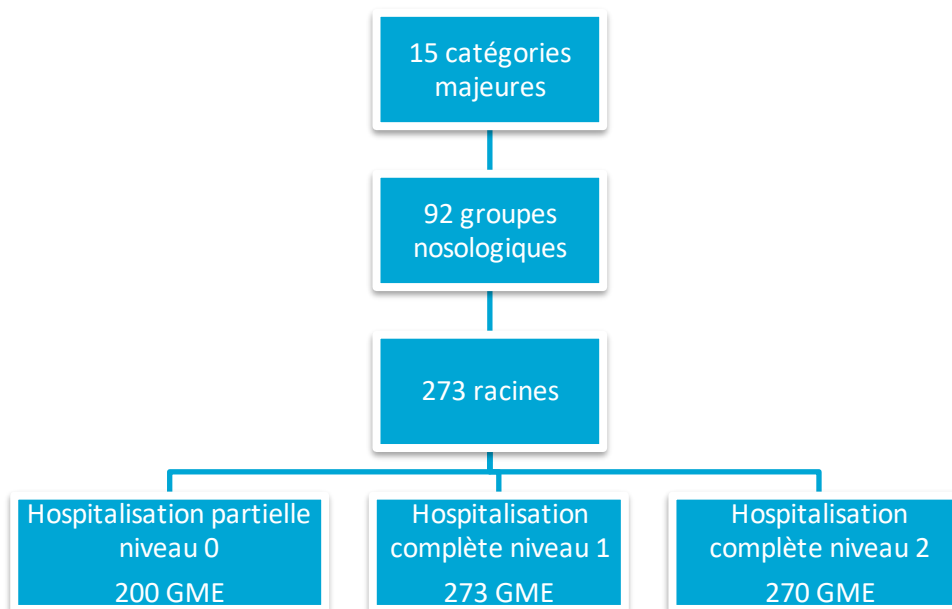 15 catégories
majeures
92 groupes
nosologiques
273 racines
Hospitalisation partielle
niveau 0
200 GME
Hospitalisation
complète niveau 1
273 GME
Hospitalisation
complète niveau 2
270 GME